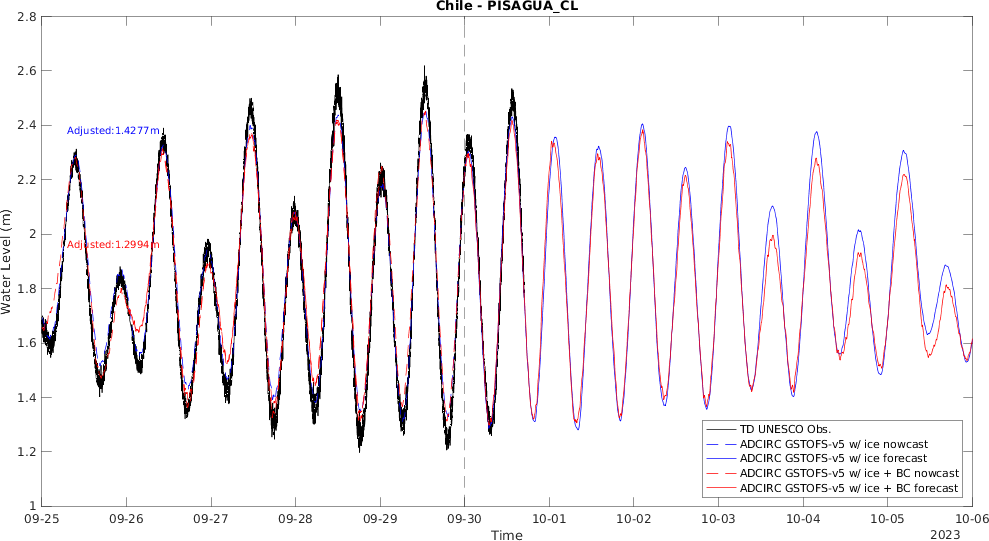 Chile - PISAGUA_CL
Water Level (m)
2.8
2.6
2.4
2.2
2
1.8
1.6
1.4
1.2
1
Adjusted:1.4277m
Adjusted:1.2994m
TD UNESCO Obs.
ADCIRC GSTOFS-v5 w/ ice nowcast
ADCIRC GSTOFS-v5 w/ ice forecast
ADCIRC GSTOFS-v5 w/ ice + BC nowcast
ADCIRC GSTOFS-v5 w/ ice + BC forecast
09-25 09-26 09-27 09-28 09-29 09-30 10-01 10-02 10-03 10-04 10-05 10-06
Time
2023